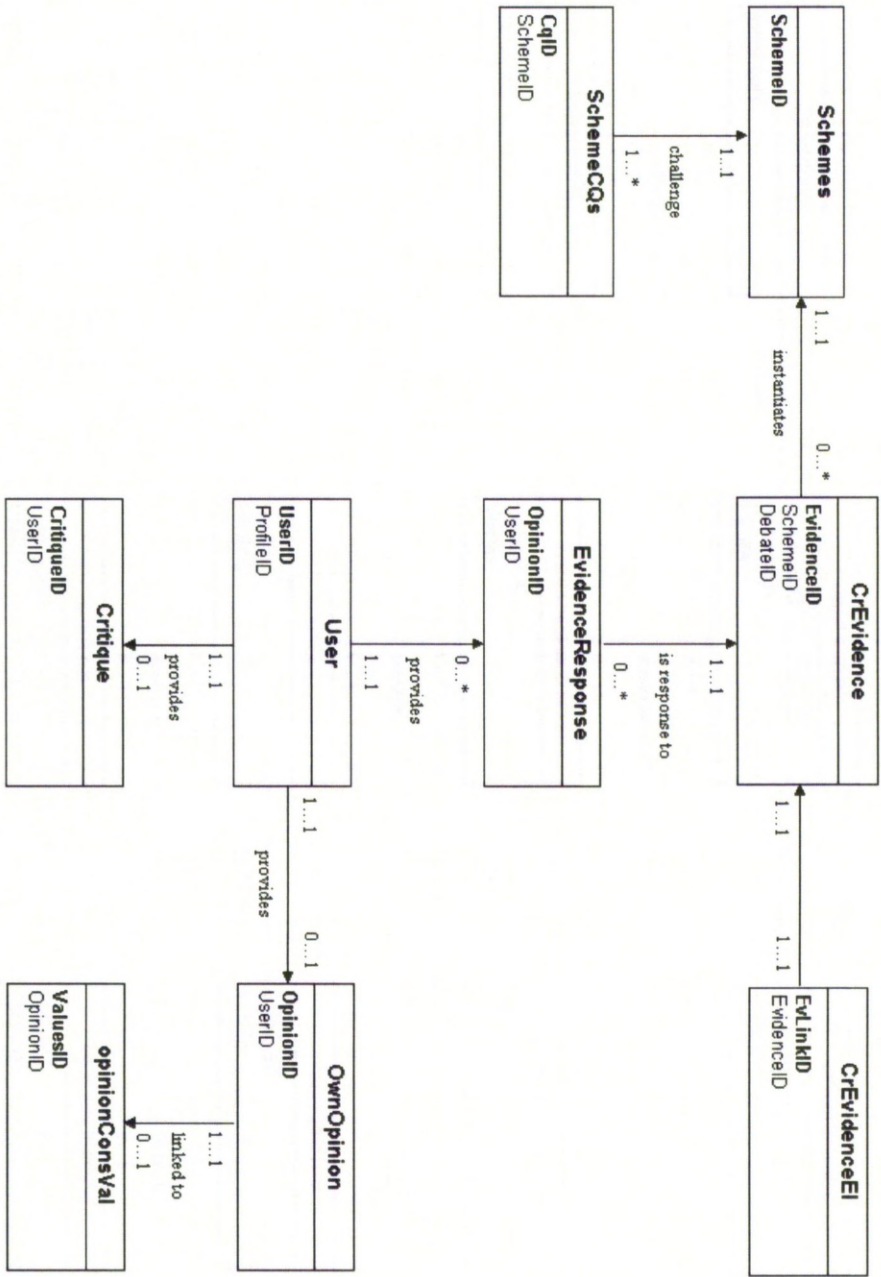 Schemes
SchemeID
1...1
instantiates
0...*
CrEvidence
EvidenceID
SchemeID
DebateID
1...1
1...1
CrEvidenceEl
EvLinkID
EvidenceID
1...1
challenge
1...*
SchemeCQs
CqID
SchemeID
1...1
is response to
0...*
EvidenceResponse
OpinionID
UserID
0...*
provides
1...1
User
UserID
ProfileID
1...1
provides
0...1
OwnOpinion
OpinionID
UserID
1...1
provides
0...1
Critique
CritiqueID
UserID
1...1
linked to
0...1
opinionConsVal
ValuesID
OpinionID